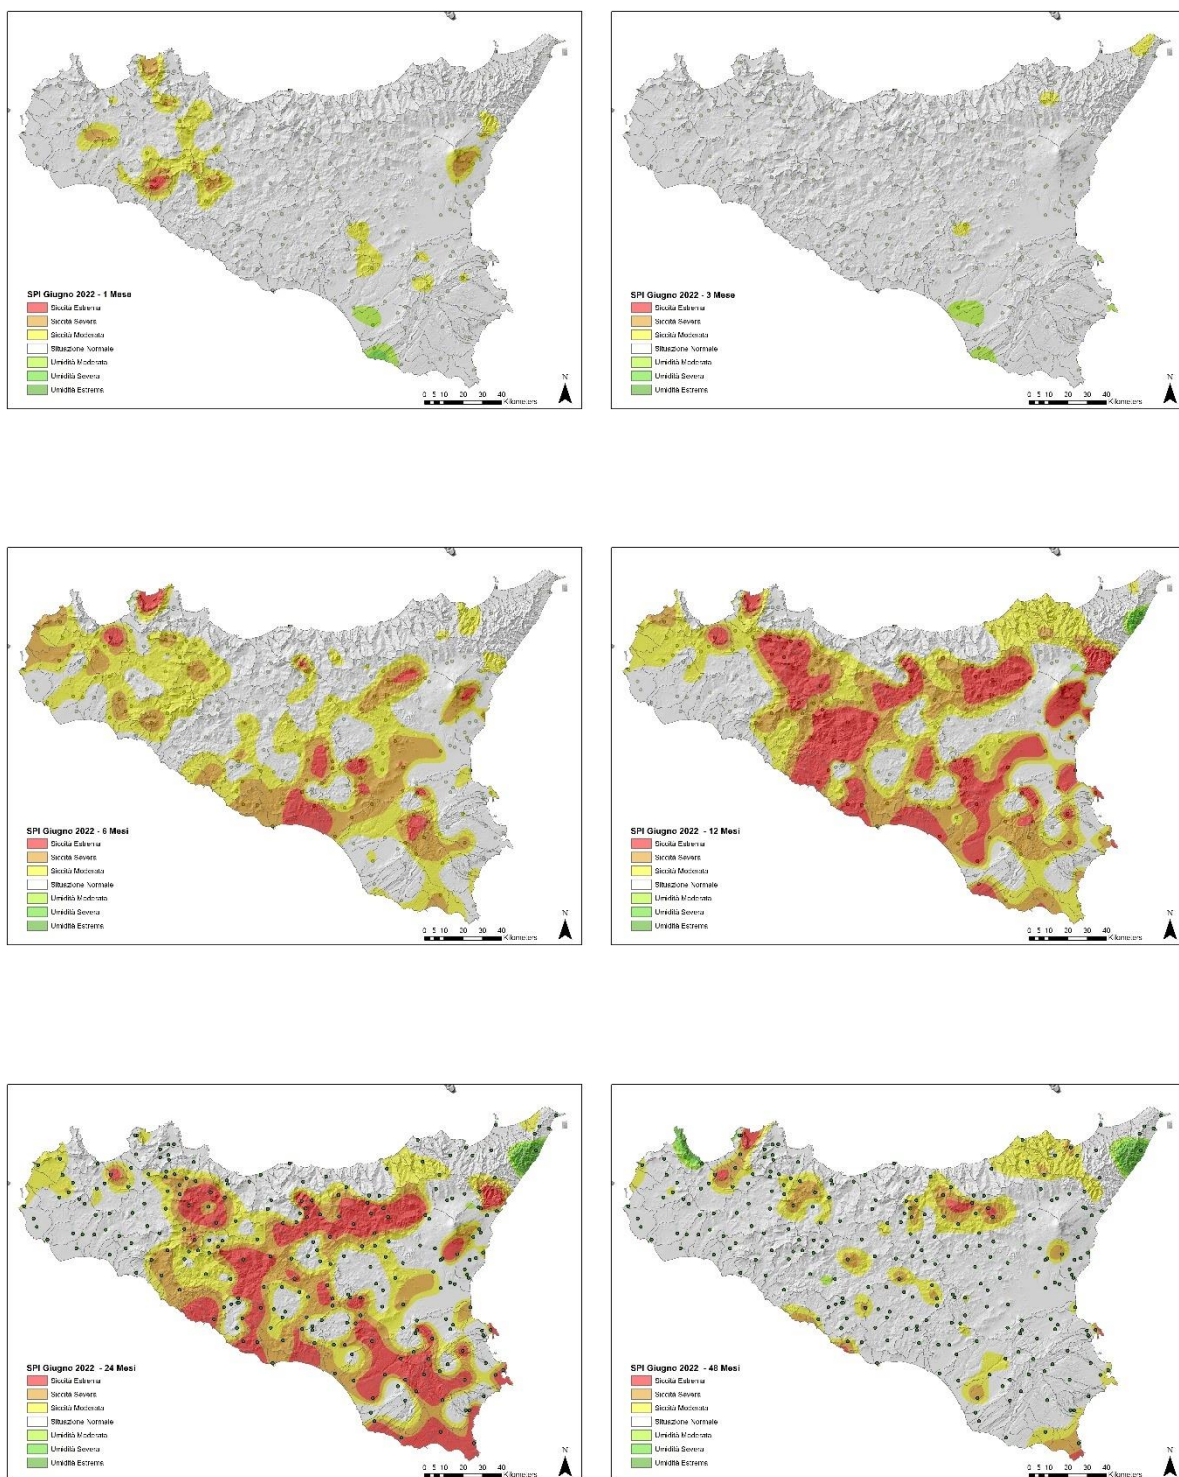 SPI Giugno 2022 - 1 Mese
Siccità Estrema
Siccità Severa
Siccità Moderata
Situazione Normale
Umidità Moderata
Umidità Severa
Umidità Estrema
N
0 5 10 20 30 40
Kilometers
SPI Giugno 2022 - 3 Mese
Siccità Estrema
Siccità Severa
Siccità Moderata
Situazione Normale
Umidità Moderata
Umidità Severa
Umidità Estrema
N
0 5 10 20 30 40
Kilometers
SPI Giugno 2022 - 6 Mesi
Siccità Estrema
Siccità Severa
Siccità Moderata
Situazione Normale
Umidità Moderata
Umidità Severa
Umidità Estrema
N
0 5 10 20 30 40
Kilometers
SPI Giugno 2022 - 12 Mesi
Siccità Estrema
Siccità Severa
Siccità Moderata
Situazione Normale
Umidità Moderata
Umidità Severa
Umidità Estrema
N
0 5 10 20 30 40
Kilometers
SPI Giugno 2022 - 24 Mesi
Siccità Estrema
Siccità Severa
Siccità Moderata
Situazione Normale
Umidità Moderata
Umidità Severa
Umidità Estrema
N
0 5 10 20 30 40
Kilometers
SPI Giugno 2022 - 48 Mesi
Siccità Estrema
Siccità Severa
Siccità Moderata
Situazione Normale
Umidità Moderata
Umidità Severa
Umidità Estrema
N
0 5 10 20 30 40
Kilometers